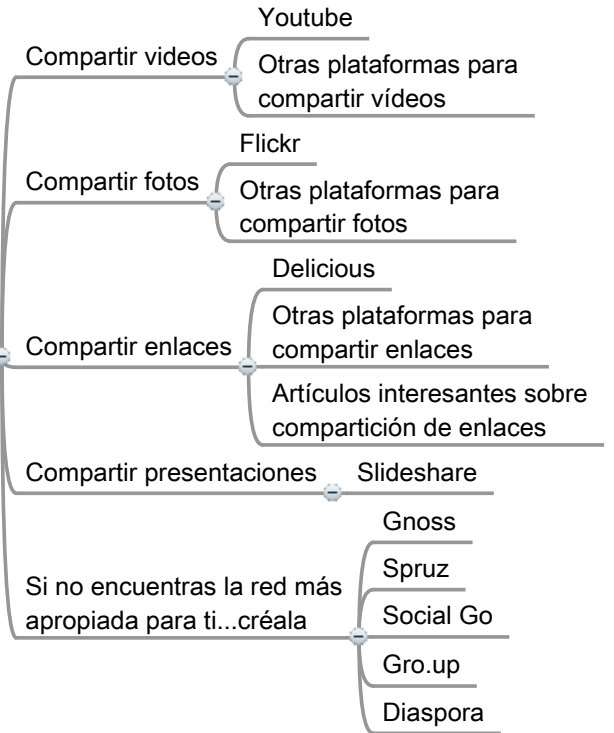 Youtube
Compartir videos
Otras plataformas para
compartir vídeos
Flickr
Compartir fotos
Otras plataformas para
compartir fotos
Delicious
Compartir enlaces
Otras plataformas para
compartir enlaces
Artículos interesantes sobre
compartición de enlaces
Compartir presentaciones
Slideshare
Si no encuentras la red más
apropiada para ti...créala
Gnoss
Spruz
Social Go
Gro.up
Diaspora